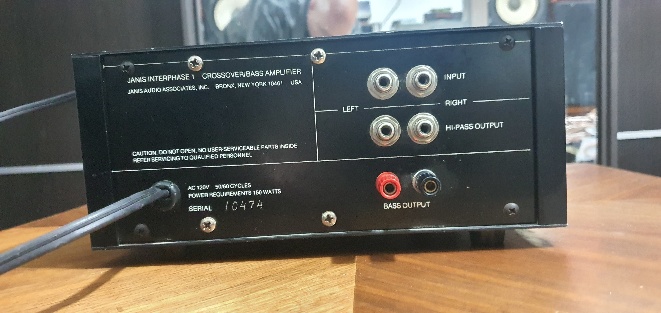 JANIS INTERPHASE 1 CROSSOVER/BASS AMPLIFIER
JANIS AUDIO ASSOCIATES, INC. BRONX, NEW YORK 10461 USA
INPUT
LEFT
RIGHT
HI-PASS OUTPUT
CAUTION, DO NOT OPEN, NO USER-SERVICEABLE PARTS INSIDE
REFER SERVICING TO QUALIFIED PERSONNEL
AC 120V 50/60 CYCLES
POWER REQUIREMENTS 150 WATTS
SERIAL 10474
BASS OUTPUT